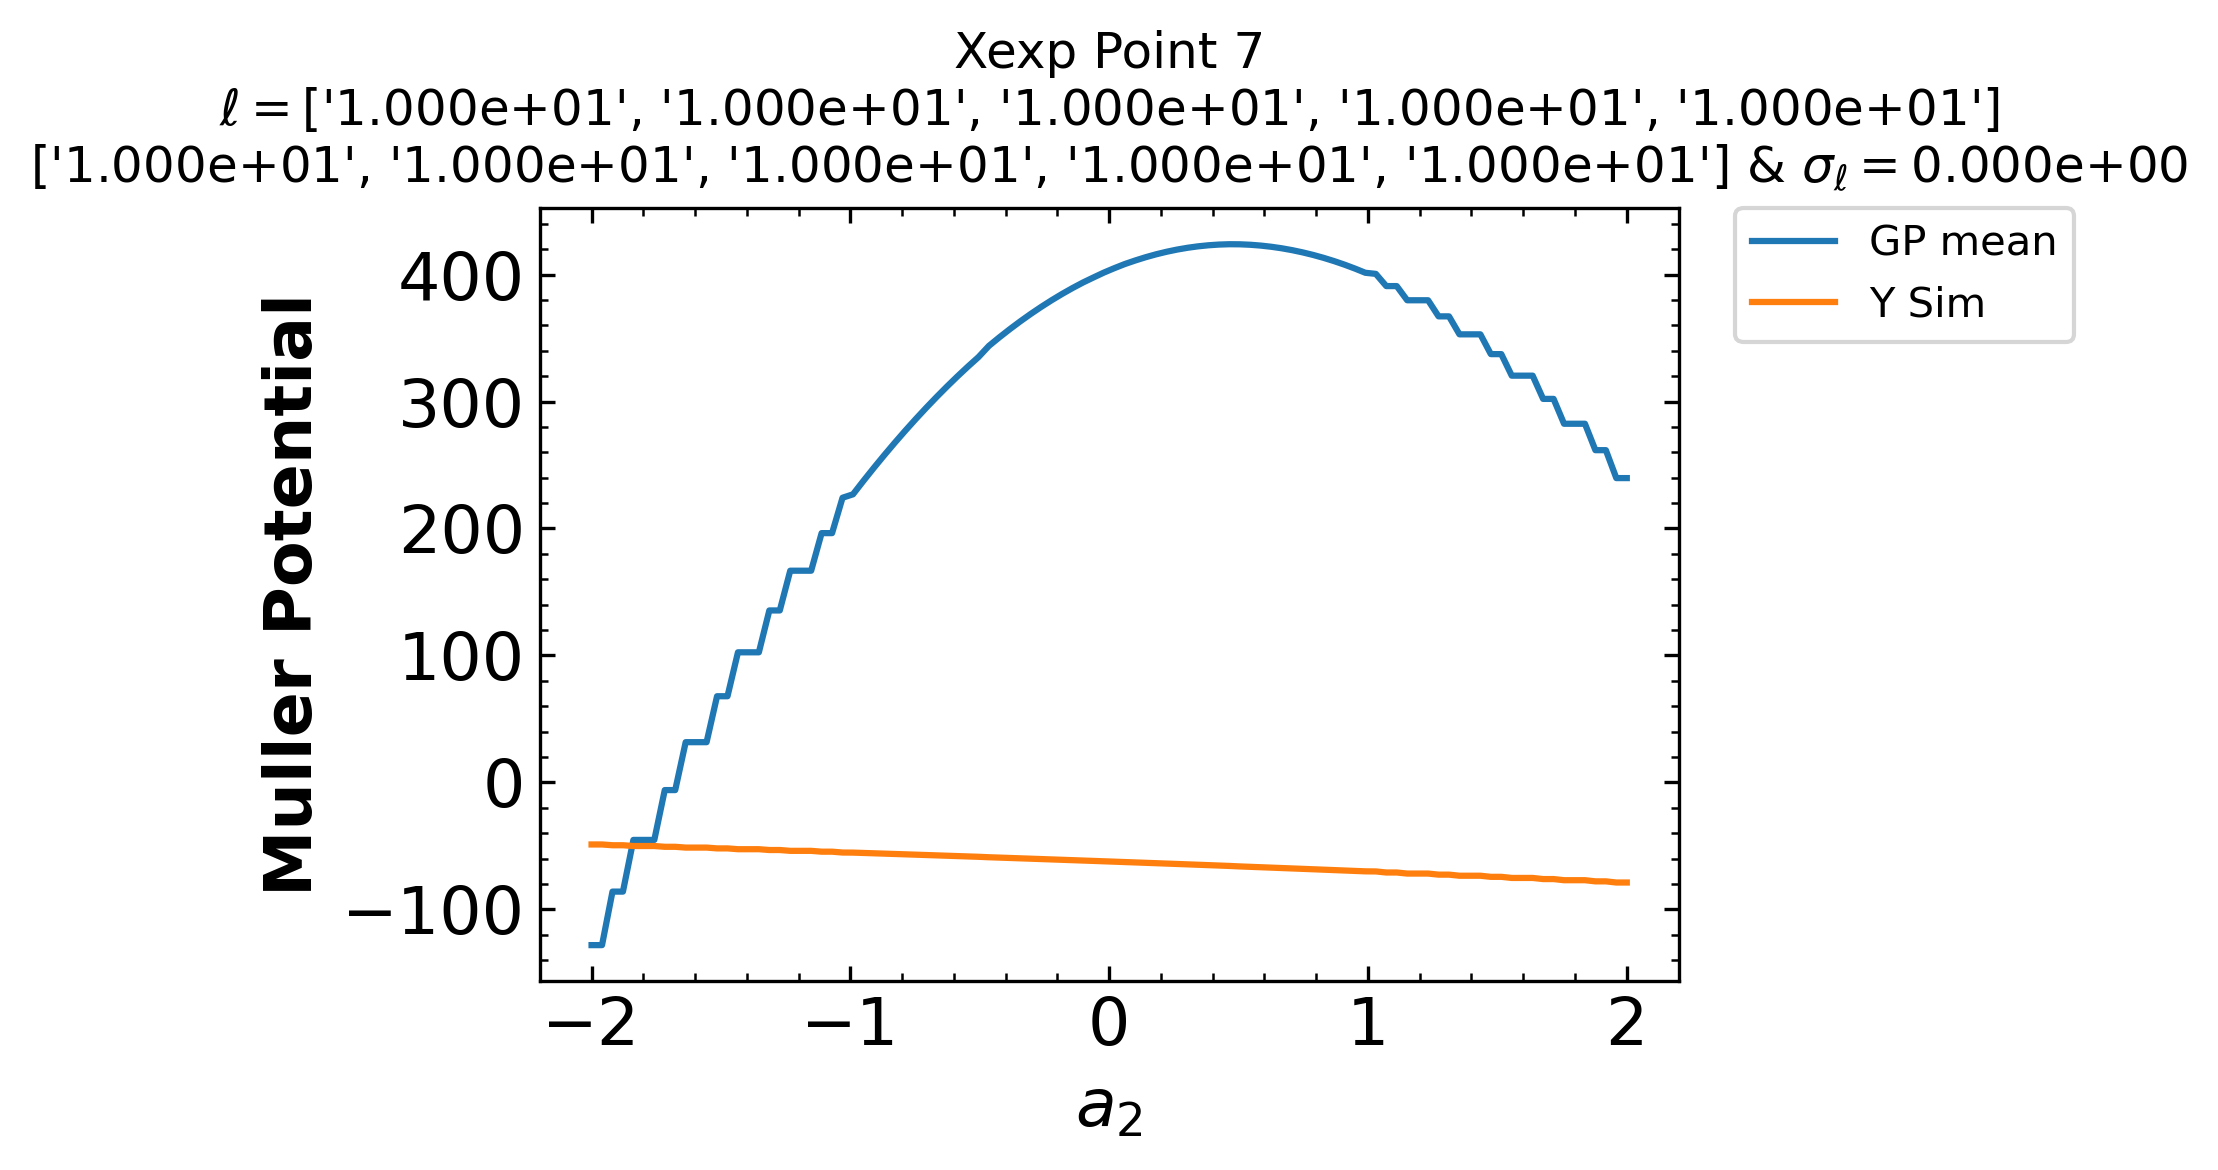 Xexp Point 7
ℓ = ['1.000e+01', '1.000e+01', '1.000e+01', '1.000e+01', '1.000e+01']
['1.000e+01', '1.000e+01', '1.000e+01', '1.000e+01', '1.000e+01'] & σ_ℓ = 0.000e+00
GP mean
Y Sim
Muller Potential
400
300
200
100
0
−100
−2 −1 0 1 2
a₂